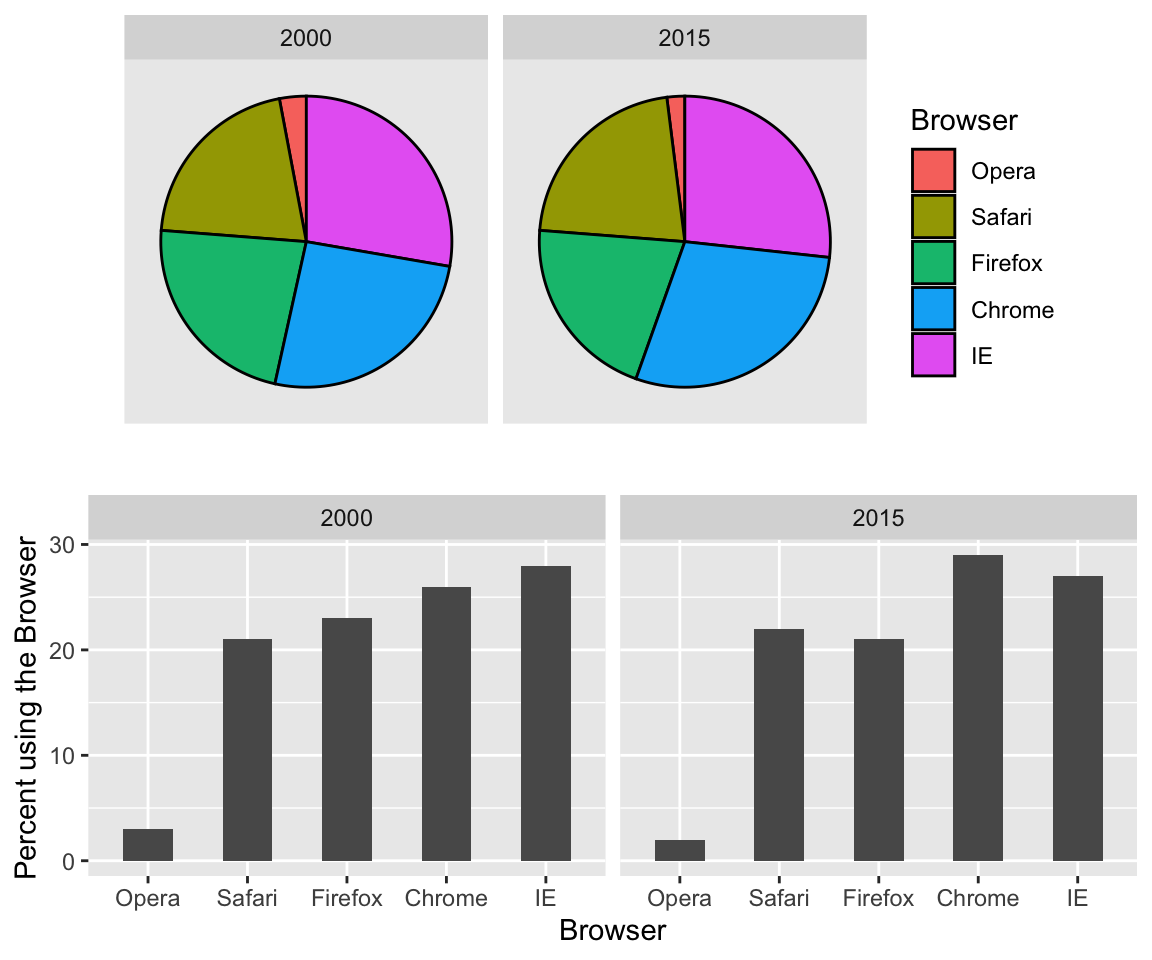 2000 2015
Browser
Opera
Safari
Firefox
Chrome
IE
2000 2015
Percent using the Browser
30
20
10
0
Opera Safari Firefox Chrome IE Opera Safari Firefox Chrome IE
Browser